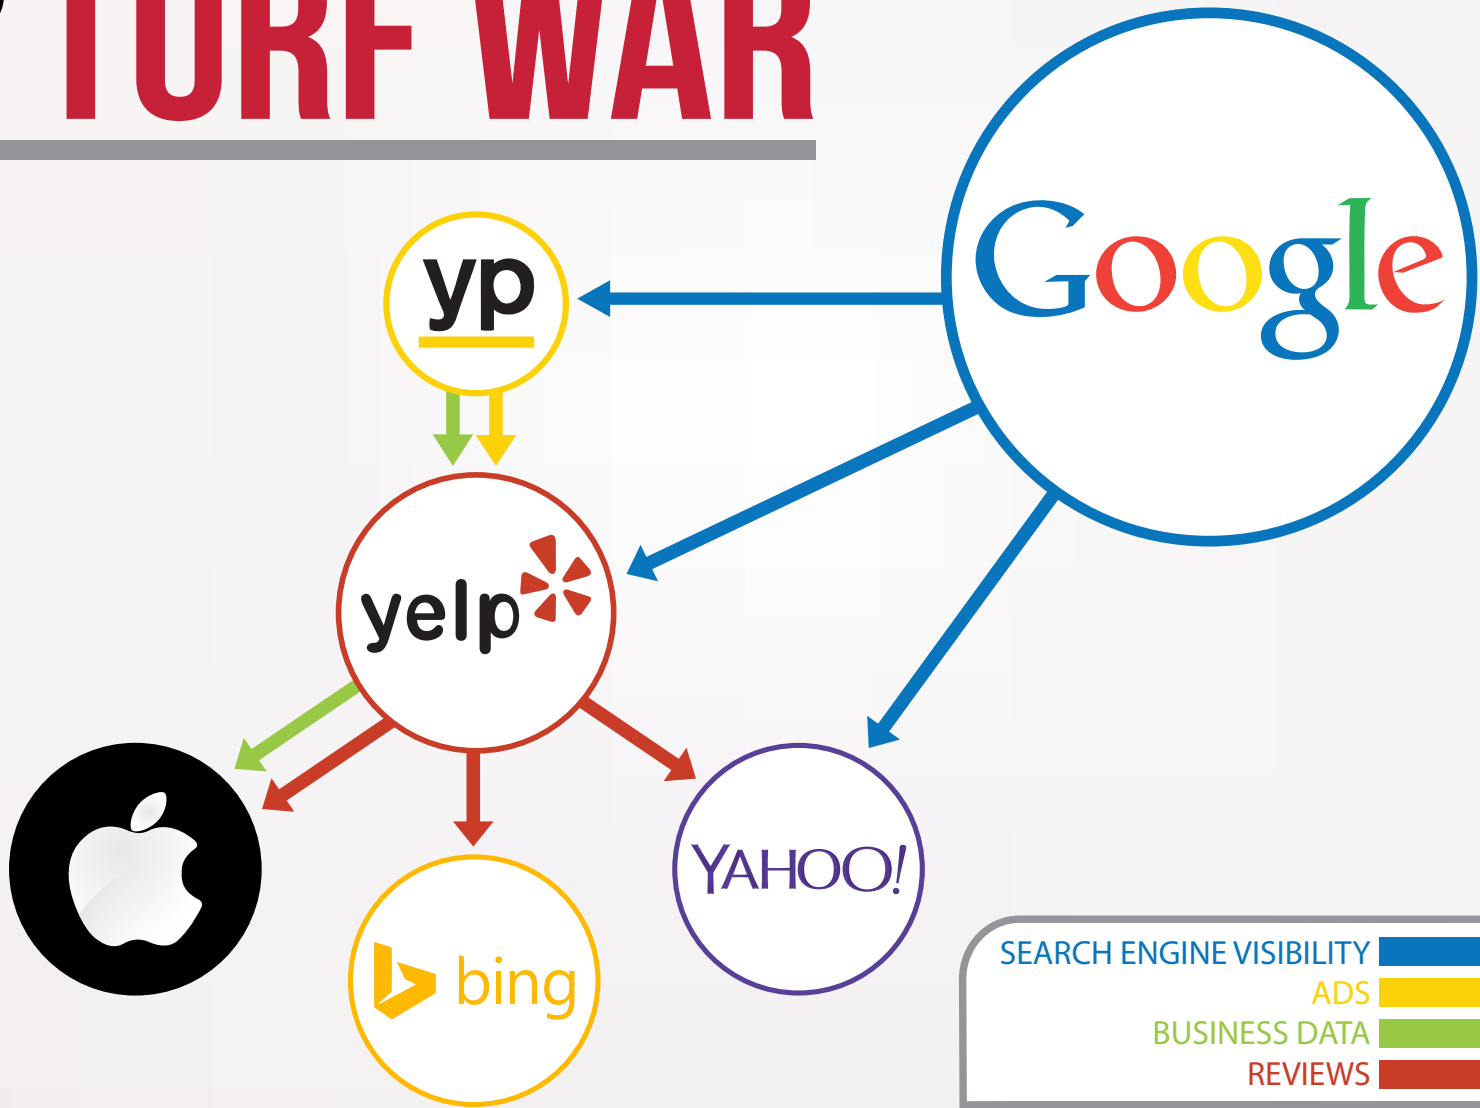 TURF WAR
Google
yp
yelp
YAHOO!
bing
SEARCH ENGINE VISIBILITY
ADS
BUSINESS DATA
REVIEWS